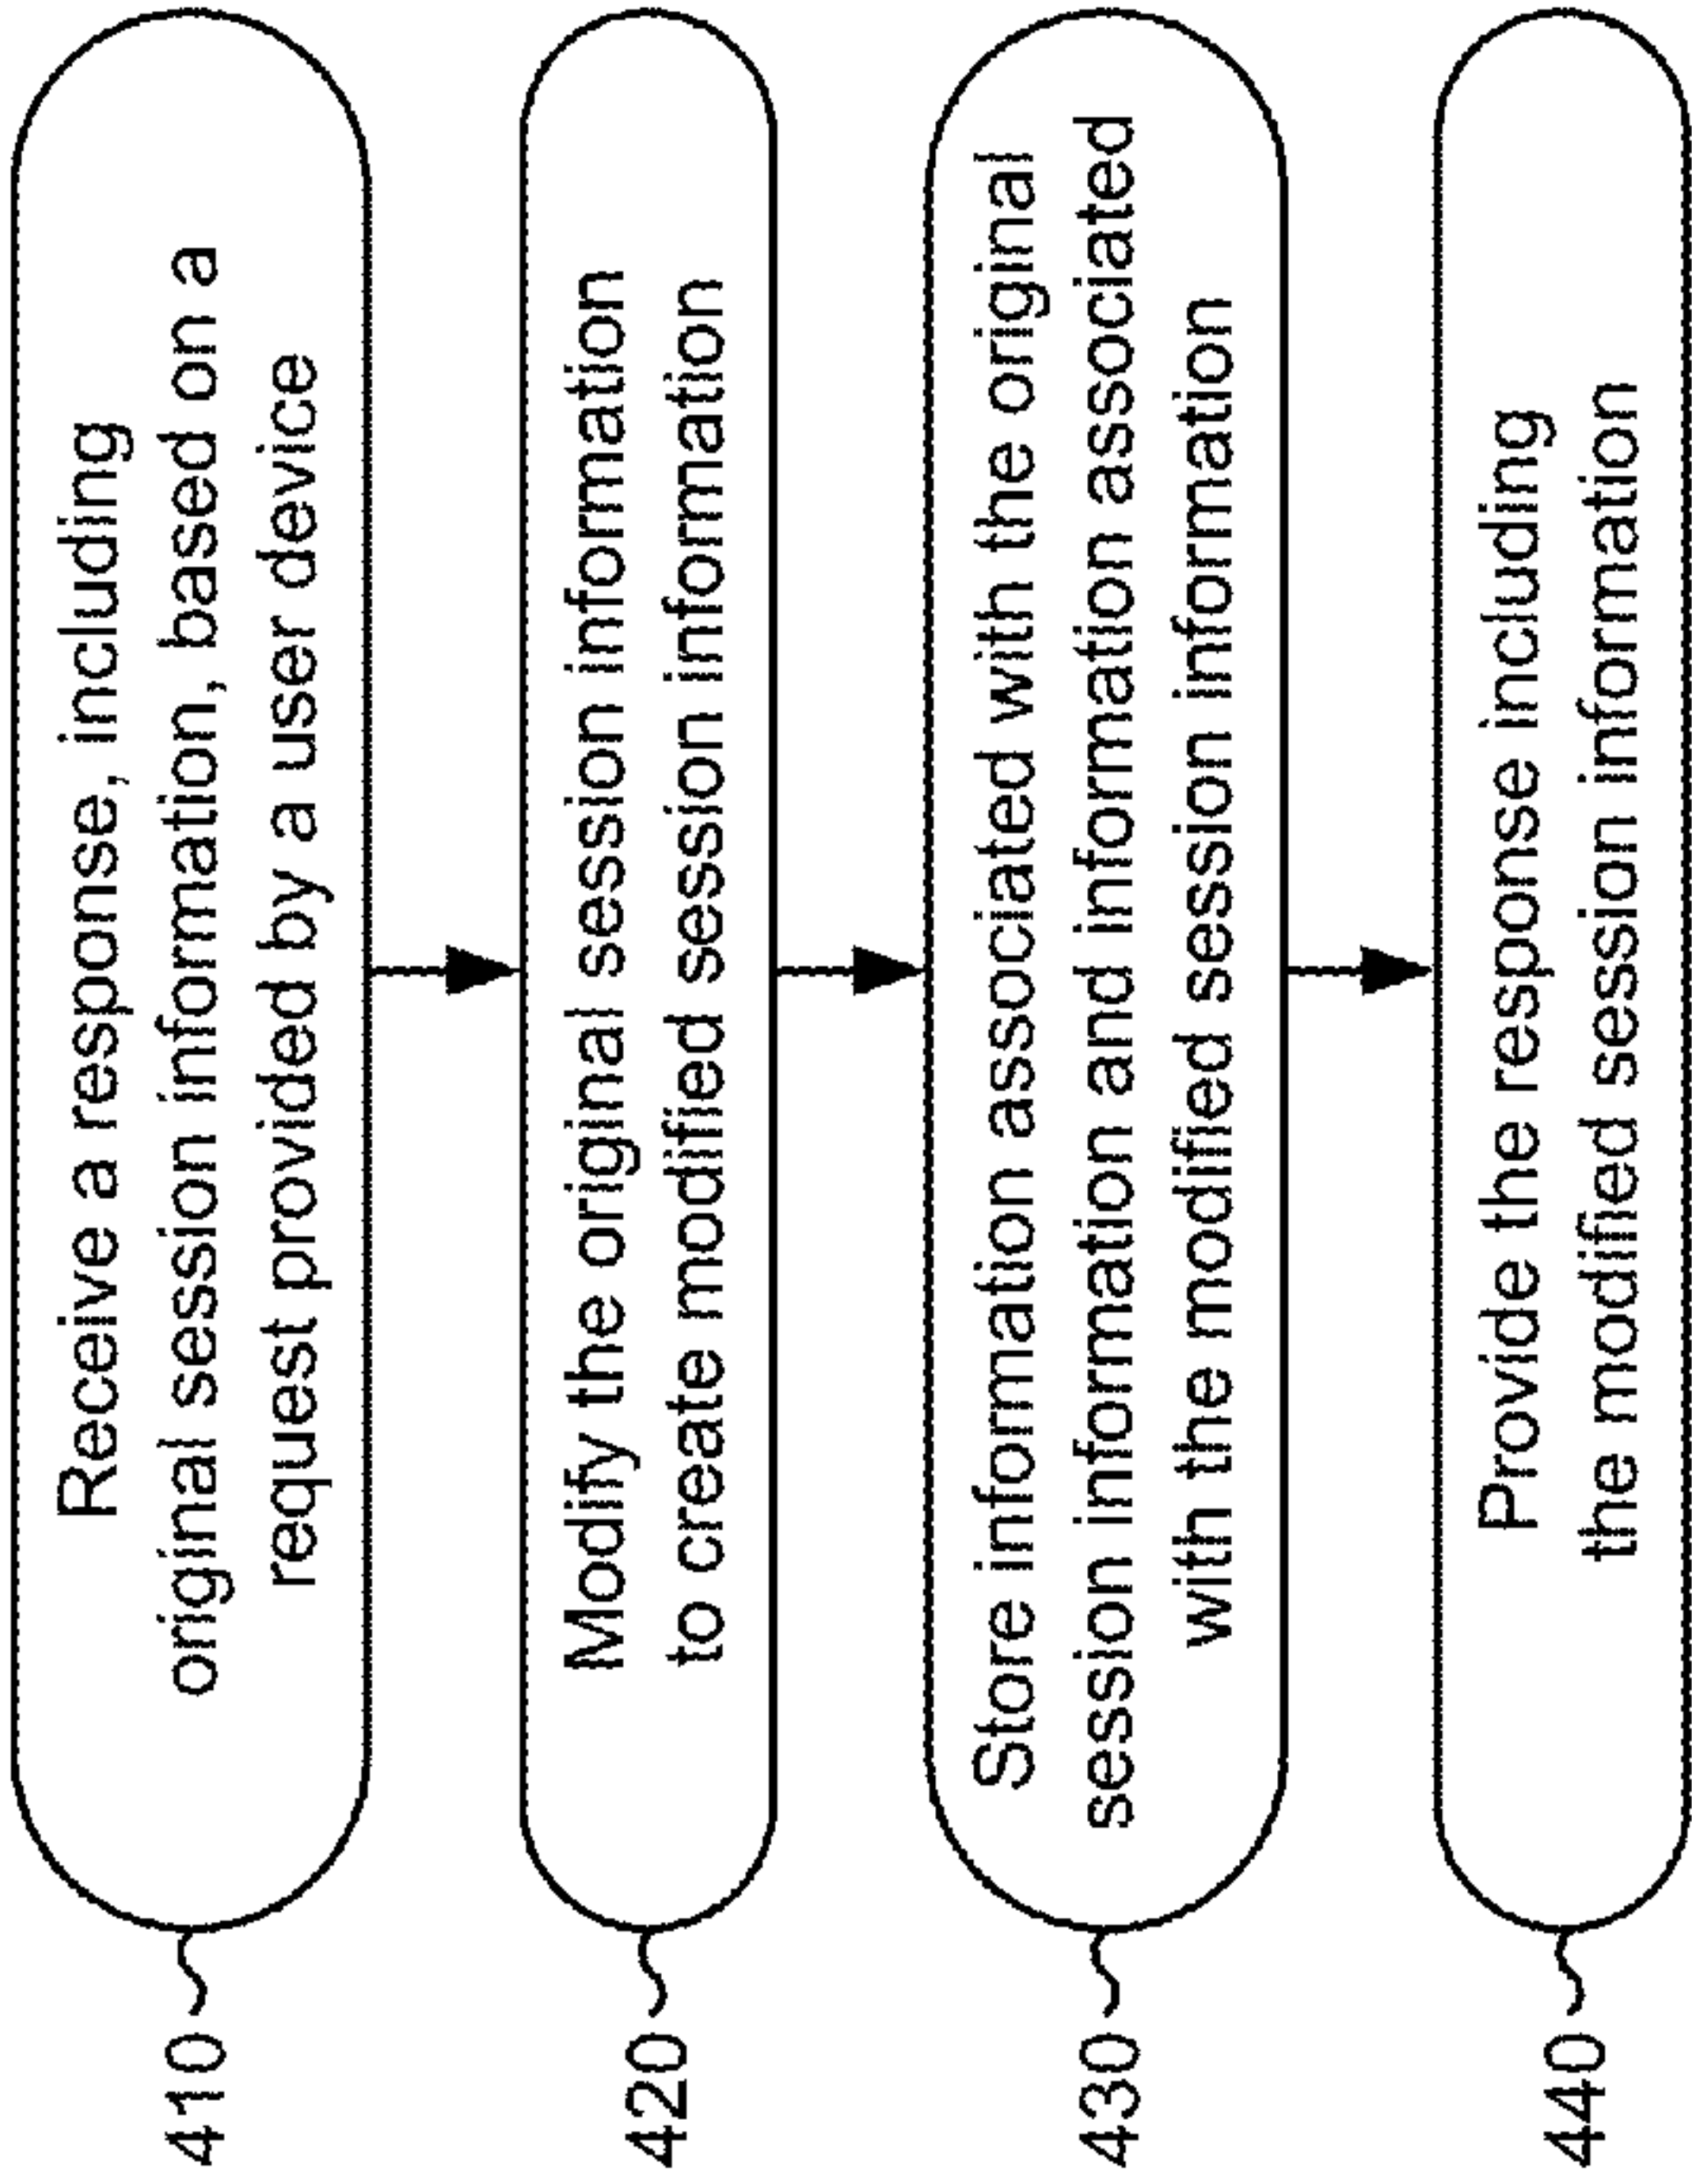 Receive a response, including
original session information, based on a
request provided by a user device
410
Modify the original session information
to create modified session information
420
Store information associated with the original
session information and information associated
with the modified session information
430
Provide the response including
the modified session information
440